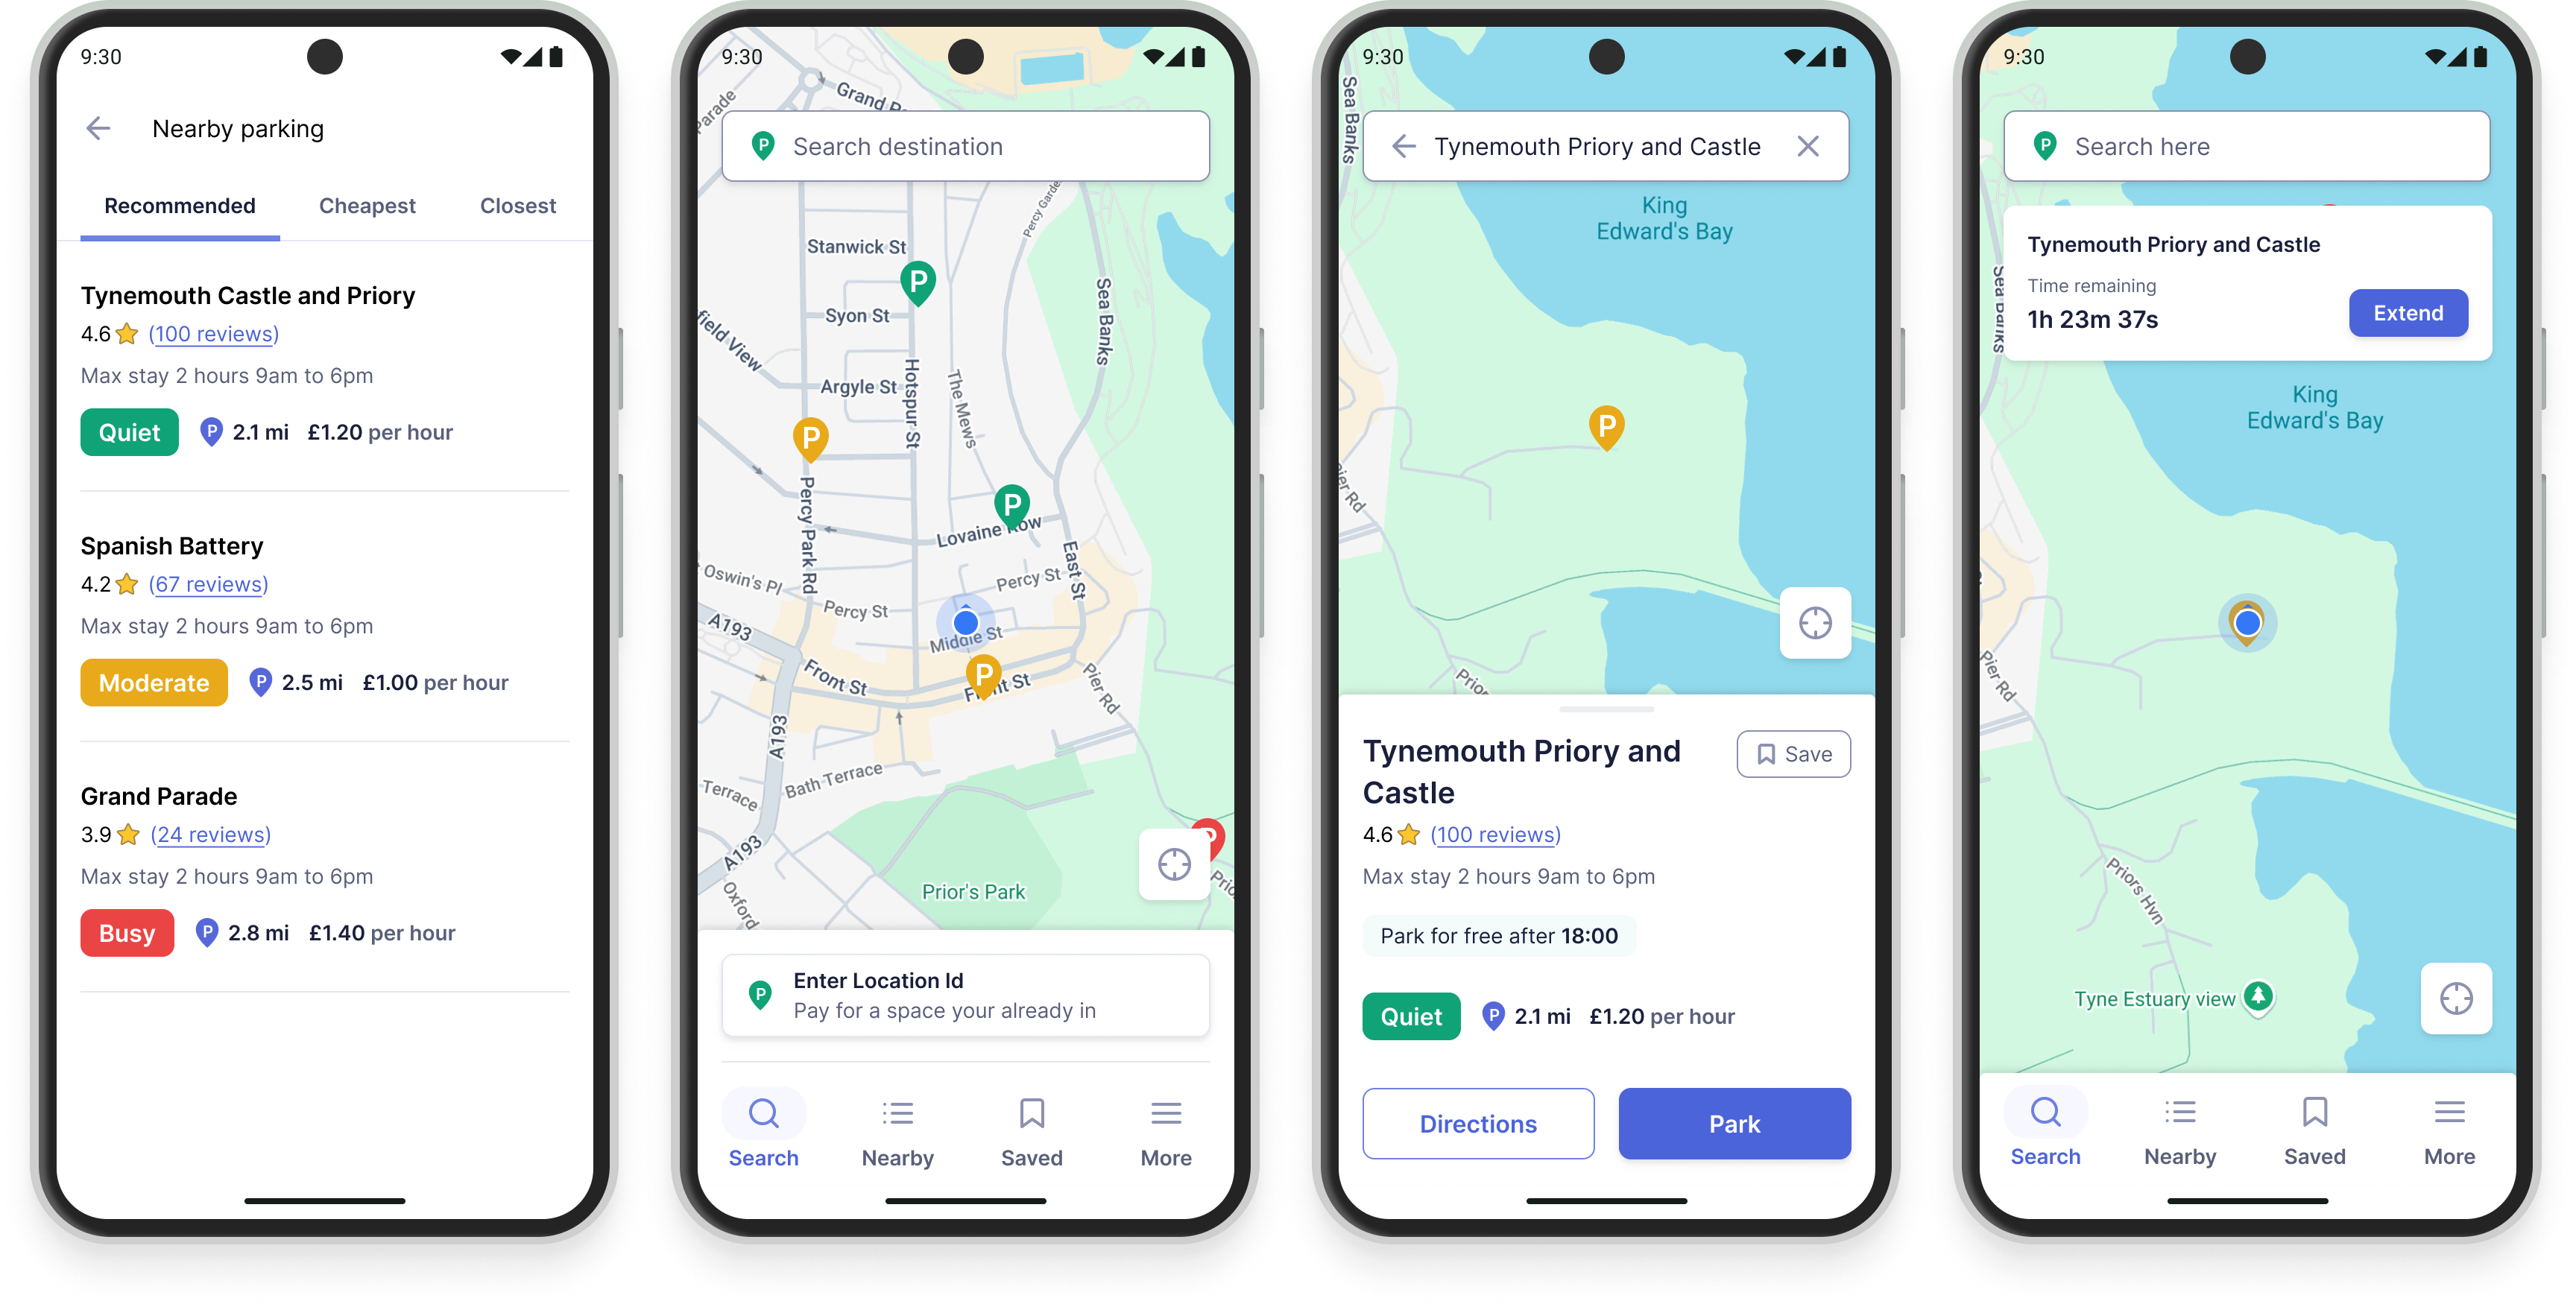 9:30
Nearby parking
Recommended
Cheapest
Closest
Tynemouth Castle and Priory
4.6 (100 reviews)
Max stay 2 hours 9am to 6pm
Quiet
P
2.1 mi
£1.20 per hour
Spanish Battery
4.2 (67 reviews)
Max stay 2 hours 9am to 6pm
Moderate
P
2.5 mi
£1.00 per hour
Grand Parade
3.9 (24 reviews)
Max stay 2 hours 9am to 6pm
Busy
P
2.8 mi
£1.40 per hour
9:30
Grand P
Parade
P
Search destination
Percy Garde
Stanwick St
P
Syon St
Sea Banks
field View
Argyle St
Hotspur St
The Mews
P
Percy Park Rd
P
Lovaine Row
East St
Oswin's Pl
Percy St
Percy St
A193
Middle St
Front St
P
Front St
Pier Rd
A193
Bath Terrace
Terrace
A193
P
Oxford
Prior's Park
Prio
P
Enter Location Id
Pay for a space your already in
Search
Nearby
Saved
More
9:30
Sea Banks
Tynemouth Priory and Castle
King
Edward's Bay
P
ier Rd
Prior
Tynemouth Priory and
Castle
Save
4.6 (100 reviews)
Max stay 2 hours 9am to 6pm
Park for free after 18:00
Quiet
P
2.1 mi
£1.20 per hour
Directions
Park
9:30
P
Search here
Tynemouth Priory and Castle
Time remaining
1h 23m 37s
Extend
Sea Banks
King
Edward's Bay
Pier Rd
Priors Hvn
Tyne Estuary view
Search
Nearby
Saved
More